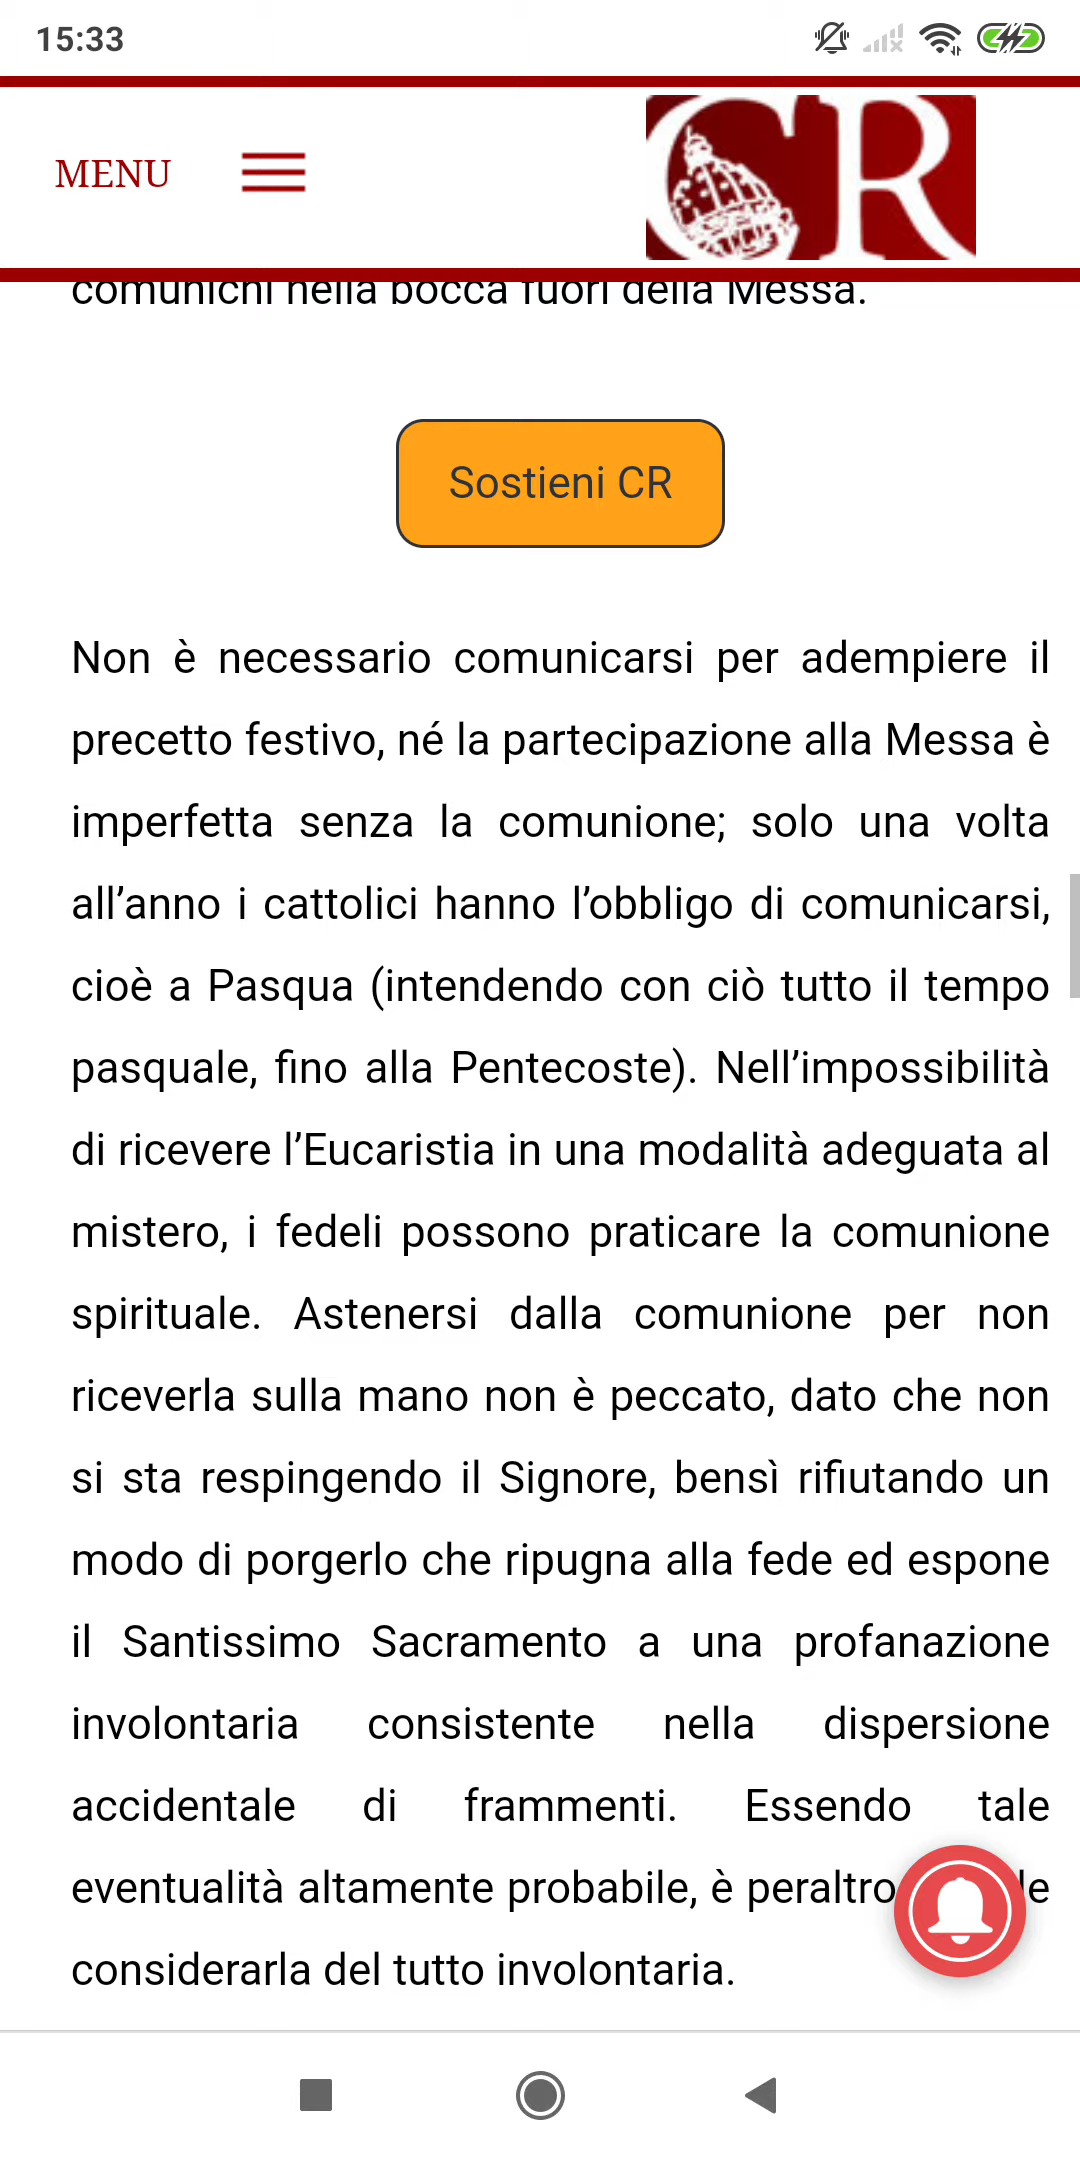 15:33
MENU
CR
comunichi nella bocca fuori della Messa.
Sostieni CR
Non è necessario comunicarsi per adempiere il
precetto festivo, né la partecipazione alla Messa è
imperfetta senza la comunione; solo una volta
all’anno i cattolici hanno l’obbligo di comunicarsi,
cioè a Pasqua (intendendo con ciò tutto il tempo
pasquale, fino alla Pentecoste). Nell’impossibilità
di ricevere l’Eucaristia in una modalità adeguata al
mistero, i fedeli possono praticare la comunione
spirituale. Astenersi dalla comunione per non
riceverla sulla mano non è peccato, dato che non
si sta respingendo il Signore, bensì rifiutando un
modo di porgerlo che ripugna alla fede ed espone
il Santissimo Sacramento a una profanazione
involontaria consistente nella dispersione
accidentale di frammenti. Essendo tale
eventualità altamente probabile, è peraltro
considerarla del tutto involontaria.